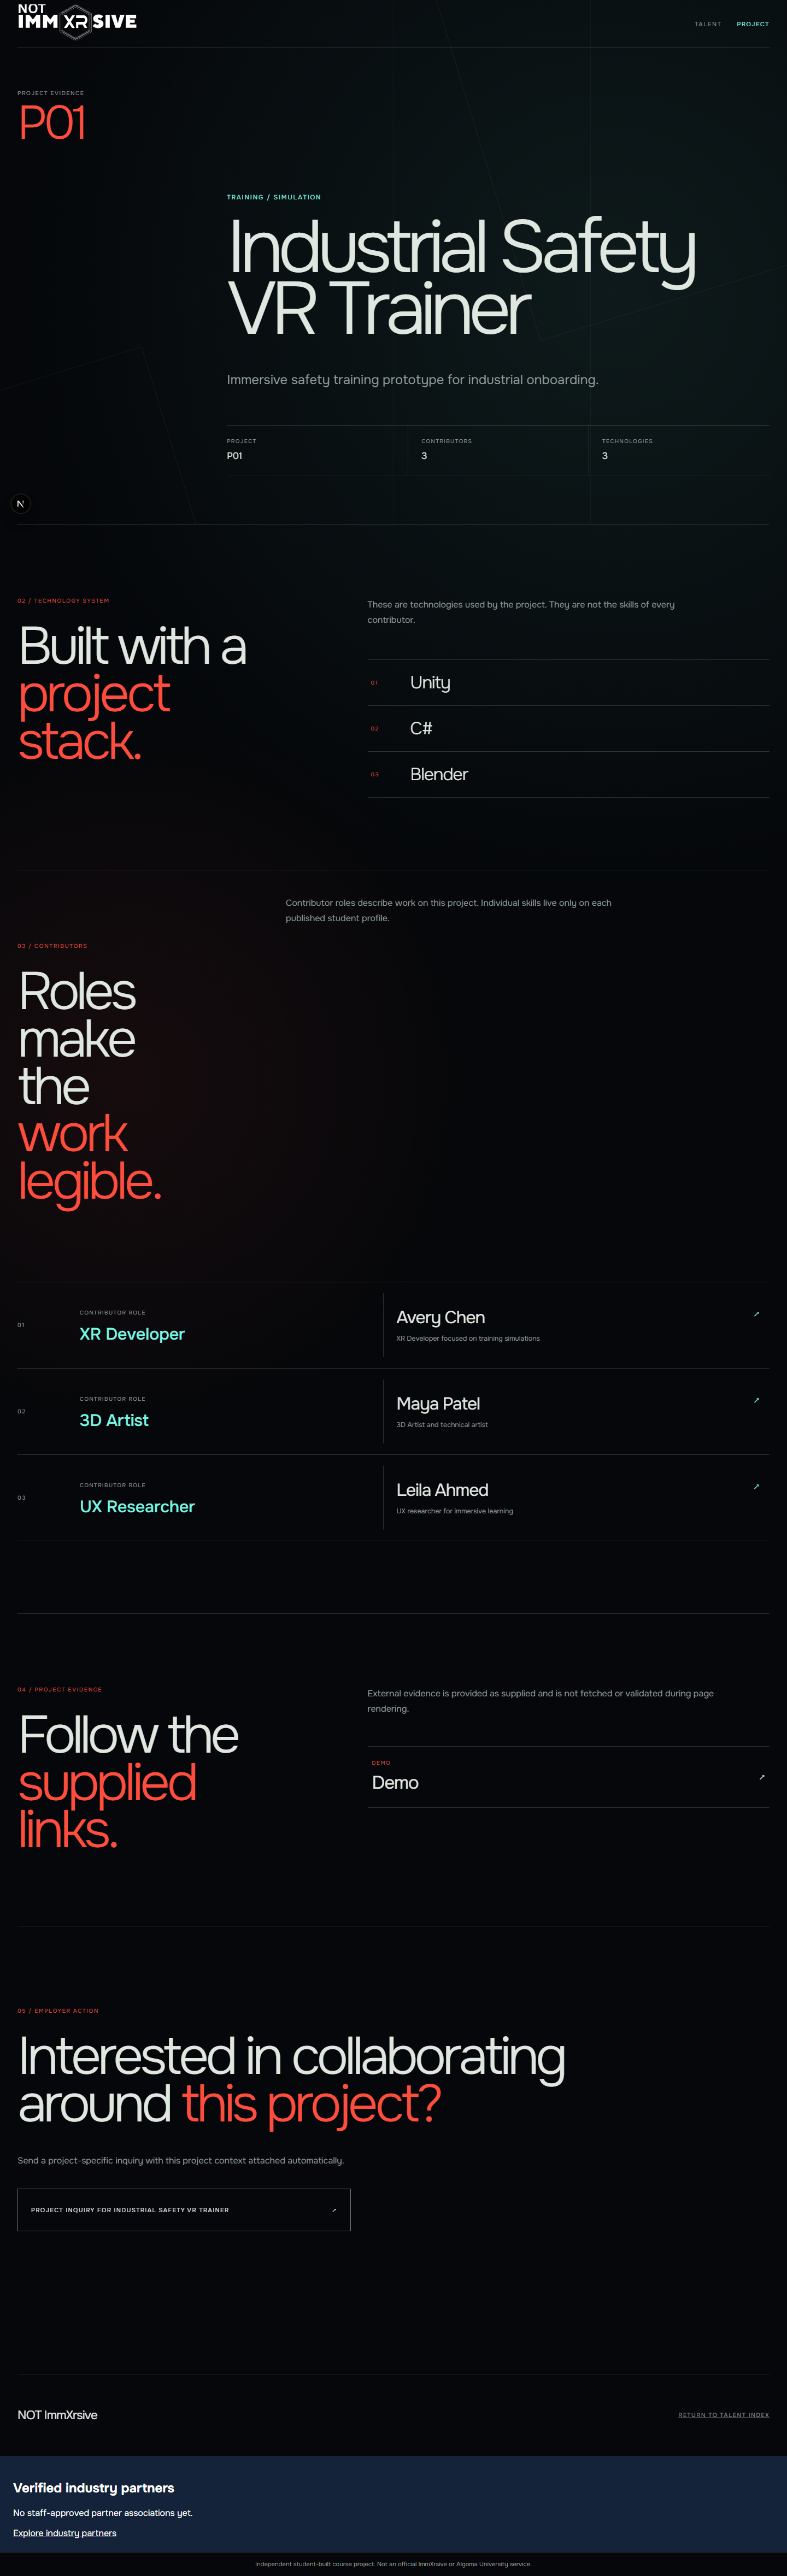 NOT
IMMXRSIVE
TALENT
PROJECT
PROJECT EVIDENCE
P01
TRAINING / SIMULATION
Industrial Safety
VR Trainer
Immersive safety training prototype for industrial onboarding.
PROJECT
P01
CONTRIBUTORS
3
TECHNOLOGIES
3
N
02 / TECHNOLOGY SYSTEM
Built with a
project
stack.
These are technologies used by the project. They are not the skills of every
contributor.
01 Unity
02 C#
03 Blender
Contributor roles describe work on this project. Individual skills live only on each
published student profile.
03 / CONTRIBUTORS
Roles
make
the
work
legible.
01
CONTRIBUTOR ROLE
XR Developer
Avery Chen
XR Developer focused on training simulations
↗
02
CONTRIBUTOR ROLE
3D Artist
Maya Patel
3D Artist and technical artist
↗
03
CONTRIBUTOR ROLE
UX Researcher
Leila Ahmed
UX researcher for immersive learning
↗
04 / PROJECT EVIDENCE
Follow the
supplied
links.
External evidence is provided as supplied and is not fetched or validated during page
rendering.
DEMO
Demo ↗
05 / EMPLOYER ACTION
Interested in collaborating
around this project?
Send a project-specific inquiry with this project context attached automatically.
PROJECT INQUIRY FOR INDUSTRIAL SAFETY VR TRAINER ↗
NOT ImmXrsive
RETURN TO TALENT INDEX
Verified industry partners
No staff-approved partner associations yet.
Explore industry partners
Independent student-built course project. Not an official ImmXrsive or Algoma University service.